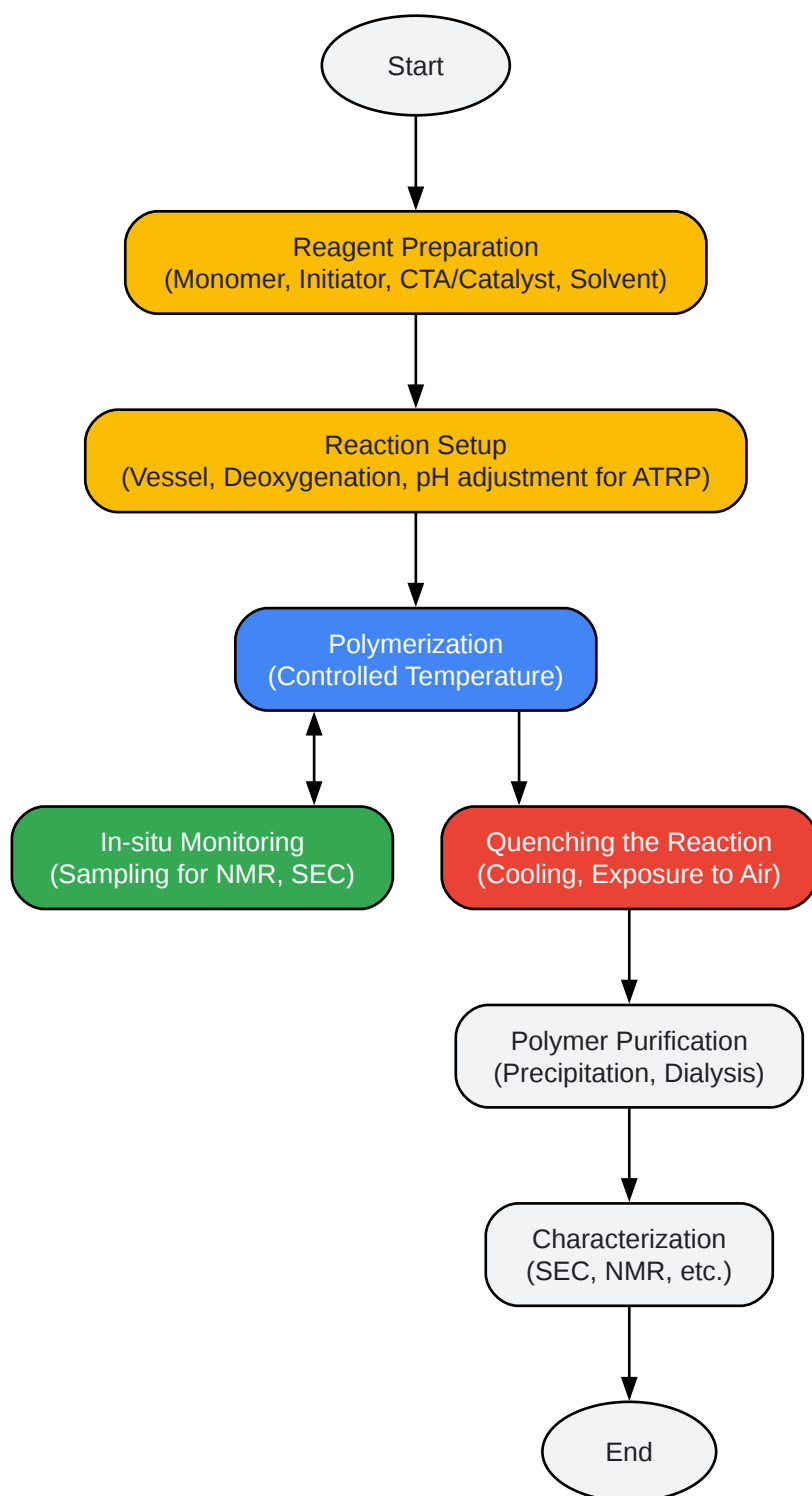 Start
Reagent Preparation
(Monomer, Initiator, CTA/Catalyst, Solvent)
Reaction Setup
(Vessel, Deoxygenation, pH adjustment for ATRP)
Polymerization
(Controlled Temperature)
In-situ Monitoring
(Sampling for NMR, SEC)
Quenching the Reaction
(Cooling, Exposure to Air)
Polymer Purification
(Precipitation, Dialysis)
Characterization
(SEC, NMR, etc.)
End